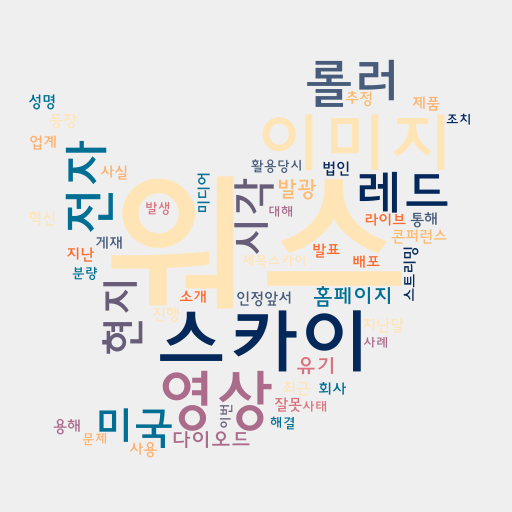 롤러
성명
추정
제품
등장
조치
이미지
업계
전자
사실
활용당시
법인
미디어
시각
발광
레드
워스
발생
대해
혁신
라이브
통해
콘퍼런스
게재
지난
발표
배포
스트리밍
분량
현지
소개
인정앞서
홈페이지
진행
스카이
지난달
사례
유기
영상
최근
회사
잘못
사태
이번
미국
해결
용해
문제
사용
다이오드